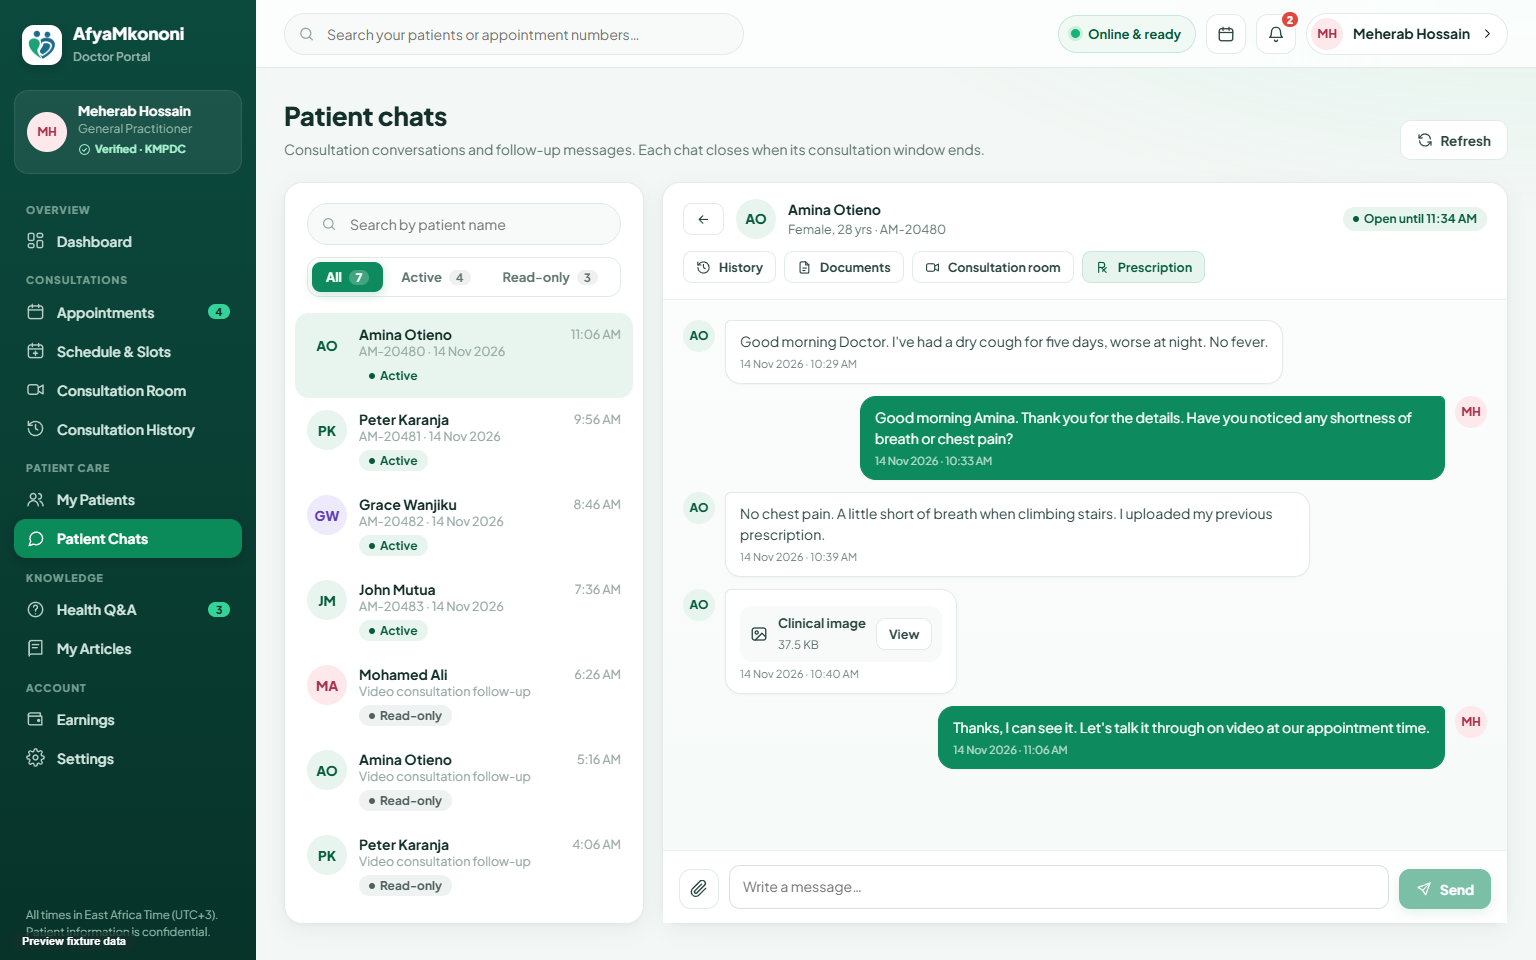 AfyaMkononi
Doctor Portal
MH
Meherab Hossain
General Practitioner
Verified · KMPDC
OVERVIEW
Dashboard
CONSULTATIONS
Appointments 4
Schedule & Slots
Consultation Room
Consultation History
PATIENT CARE
My Patients
Patient Chats
KNOWLEDGE
Health Q&A 3
My Articles
ACCOUNT
Earnings
Settings
All times in East Africa Time (UTC+3).
Patient information is confidential.
Preview fixture data
Search your patients or appointment numbers...
Online & ready
2
MH Meherab Hossain
Patient chats
Consultation conversations and follow-up messages. Each chat closes when its consultation window ends.
Refresh
Search by patient name
All 7 Active 4 Read-only 3
AO Amina Otieno 11:06 AM
AM-20480 · 14 Nov 2026
Active
PK Peter Karanja 9:56 AM
AM-20481 · 14 Nov 2026
Active
GW Grace Wanjiku 8:46 AM
AM-20482 · 14 Nov 2026
Active
JM John Mutua 7:36 AM
AM-20483 · 14 Nov 2026
Active
MA Mohamed Ali 6:26 AM
Video consultation follow-up
Read-only
AO Amina Otieno 5:16 AM
Video consultation follow-up
Read-only
PK Peter Karanja 4:06 AM
Video consultation follow-up
Read-only
AO Amina Otieno
Female, 28 yrs · AM-20480
Open until 11:34 AM
History Documents Consultation room Prescription
AO
Good morning Doctor. I've had a dry cough for five days, worse at night. No fever.
14 Nov 2026 · 10:29 AM
MH
Good morning Amina. Thank you for the details. Have you noticed any shortness of
breath or chest pain?
14 Nov 2026 · 10:33 AM
AO
No chest pain. A little short of breath when climbing stairs. I uploaded my previous
prescription.
14 Nov 2026 · 10:39 AM
AO
Clinical image
37.5 KB
View
14 Nov 2026 · 10:40 AM
MH
Thanks, I can see it. Let's talk it through on video at our appointment time.
14 Nov 2026 · 11:06 AM
Write a message...
Send